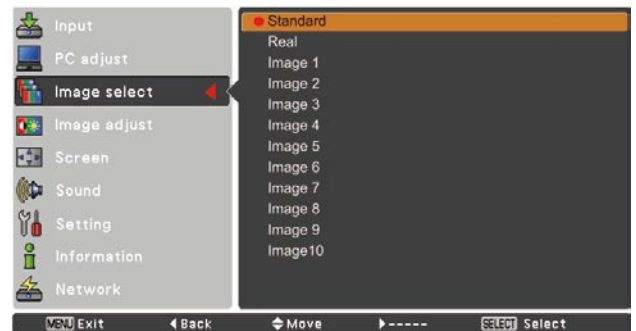 Input
PC adjust
Image select
Image adjust
Screen
Sound
Setting
Information
Network
Standard
Real
Image 1
Image 2
Image 3
Image 4
Image 5
Image 6
Image 7
Image 8
Image 9
Image10
MENU Exit Back Move ----- SELECT Select